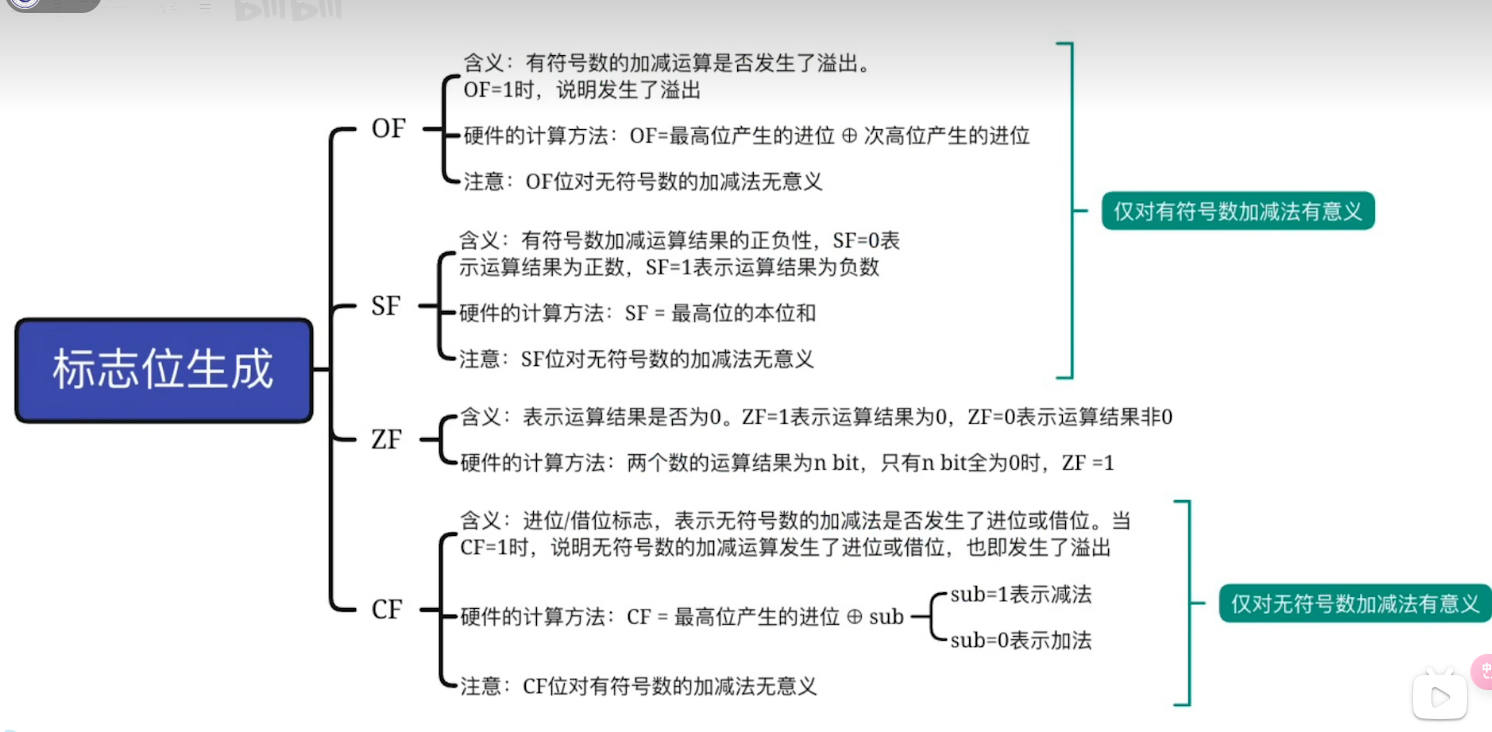 标志位生成
OF
含义：有符号数的加减运算是否发生了溢出。
OF=1时，说明发生了溢出
硬件的计算方法：OF=最高位产生的进位 ⊕ 次高位产生的进位
注意：OF位对无符号数的加减法无意义
SF
含义：有符号数加减运算结果的正负性，SF=0表
示运算结果为正数，SF=1表示运算结果为负数
硬件的计算方法：SF = 最高位的本位和
注意：SF位对无符号数的加减法无意义
仅对有符号数加减法有意义
ZF
含义：表示运算结果是否为0。ZF=1表示运算结果为0，ZF=0表示运算结果非0
硬件的计算方法：两个数的运算结果为n bit，只有n bit全为0时，ZF =1
CF
含义：进位/借位标志，表示无符号数的加减法是否发生了进位或借位。当
CF=1时，说明无符号数的加减运算发生了进位或借位，也即发生了溢出
硬件的计算方法：CF = 最高位产生的进位 ⊕ sub
sub=1表示减法
sub=0表示加法
注意：CF位对有符号数的加减法无意义
仅对无符号数加减法有意义